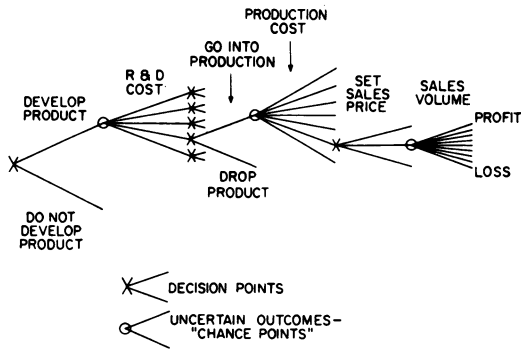 PRODUCTION
COST
GO INTO
PRODUCTION
R & D
COST
SET
SALES
PRICE
SALES
VOLUME
DEVELOP
PRODUCT
PROFIT
LOSS
DROP
PRODUCT
DO NOT
DEVELOP
PRODUCT
DECISION POINTS
UNCERTAIN OUTCOMES—
"CHANCE POINTS"